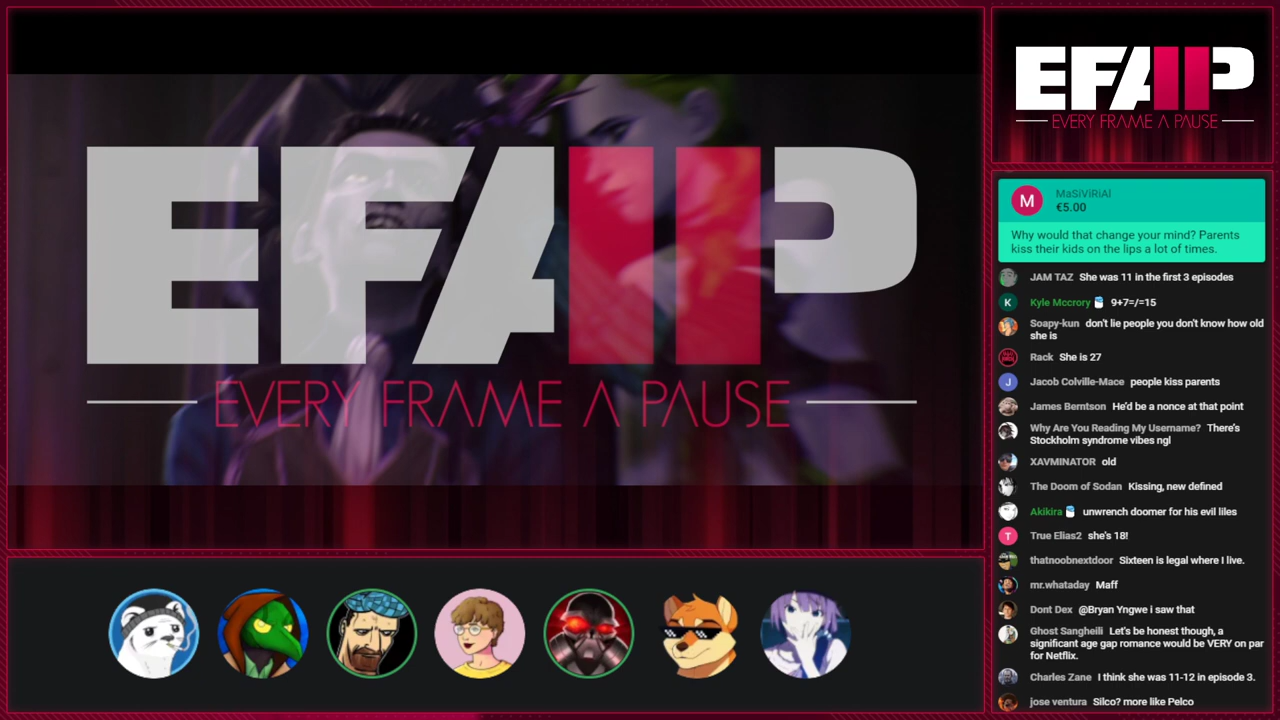 EFAP
EVERY FRAME A PAUSE
EFAP
EVERY FRAME A PAUSE
M
MaSiViRiAl
€5.00
Why would that change your mind? Parents
kiss their kids on the lips a lot of times.
JAM TAZ She was 11 in the first 3 episodes
K Kyle Mccrory 9+7=/=15
Soapy-kun don't lie people you don't know how old
she is
Rack She is 27
J Jacob Colville-Mace people kiss parents
James Berntson He'd be a nonce at that point
Why Are You Reading My Username? There's
Stockholm syndrome vibes ngl
XAVMINATOR old
The Doom of Sodan Kissing, new defined
Akikira unwrench doomer for his evil liles
T True Elias2 she's 18!
thatnoobnextdoor Sixteen is legal where I live.
mr.whataday Maff
Dont Dex @Bryan Yngwe i saw that
Ghost Sangheili Let's be honest though, a
significant age gap romance would be VERY on par
for Netflix.
Charles Zane I think she was 11-12 in episode 3.
jose ventura Silco? more like Pelco